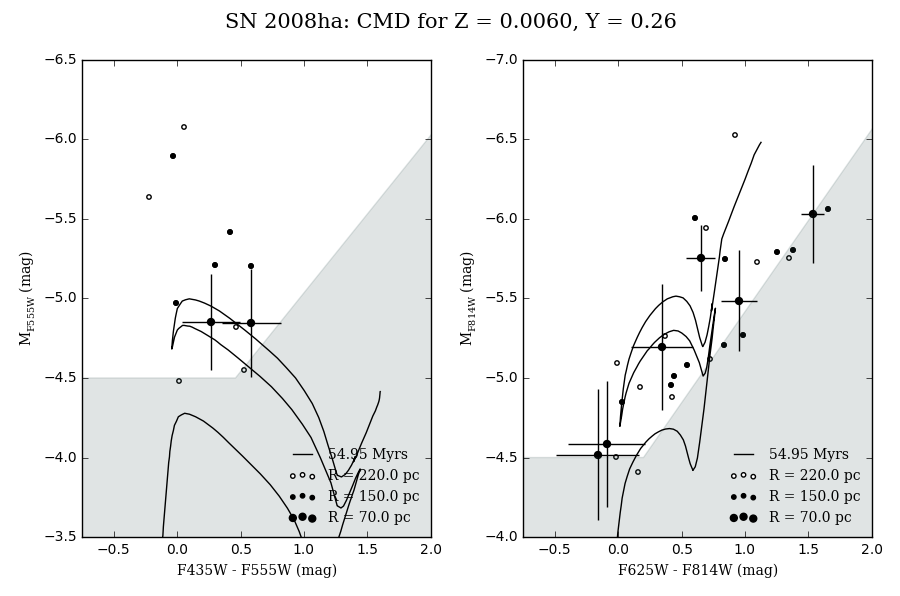 SN 2008ha: CMD for Z = 0.0060, Y = 0.26
−6.5
−6.0
−5.5
−5.0
−4.5
−4.0
−3.5
M_F555W (mag)
−0.5 0.0 0.5 1.0 1.5 2.0
F435W - F555W (mag)
54.95 Myrs
R = 220.0 pc
R = 150.0 pc
R = 70.0 pc
−7.0
−6.5
−6.0
−5.5
−5.0
−4.5
−4.0
M_F814W (mag)
−0.5 0.0 0.5 1.0 1.5 2.0
F625W - F814W (mag)
54.95 Myrs
R = 220.0 pc
R = 150.0 pc
R = 70.0 pc